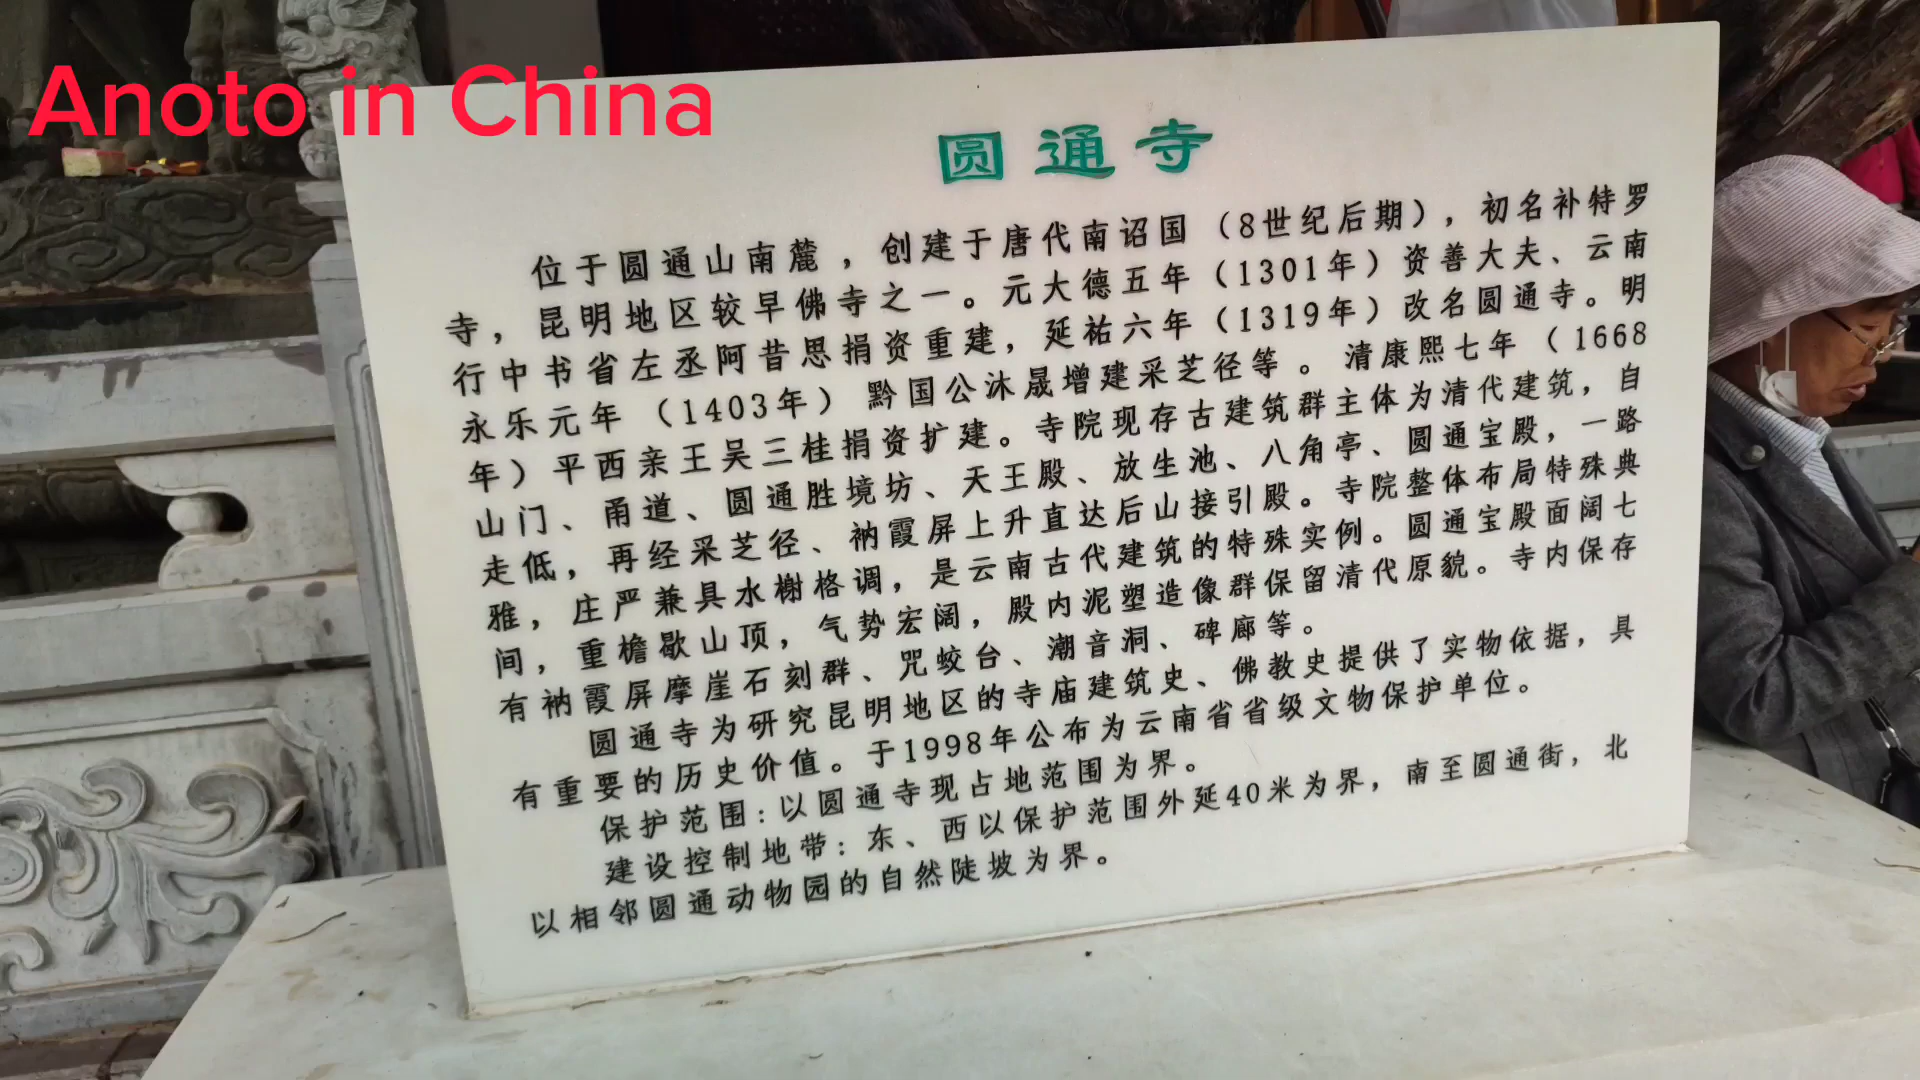 Anoto in China
圆通寺
位于圆通山南麓，创建于唐代南诏国（8世纪后期），初名补特罗
寺，昆明地区较早佛寺之一。元大德五年（1301年）资善大夫、云南
行中书省左丞阿昔思捐资重建，延祐六年（1319年）改名圆通寺。明
永乐元年（1403年）黔国公沐晟增建采芝径等。清康熙七年（1668
年）平西亲王吴三桂捐资扩建。寺院现存古建筑群主体为清代建筑，自
山门、甬道、圆通胜境坊、天王殿、放生池、八角亭、圆通宝殿，一路
走低，再经采芝径、衲霞屏上升直达后山接引殿。寺院整体布局特殊典
雅，庄严兼具水榭格调，是云南古代建筑的特殊实例。圆通宝殿面阔七
间，重檐歇山顶，气势宏阔，殿内泥塑造像群保留清代原貌。寺内保存
有衲霞屏摩崖石刻群、咒蛟台、潮音洞、碑廊等。
圆通寺为研究昆明地区的寺庙建筑史、佛教史提供了实物依据，具
有重要的历史价值。于1998年公布为云南省省级文物保护单位。
保护范围:以圆通寺现占地范围为界。
建设控制地带:东、西以保护范围外延40米为界，南至圆通街，北
以相邻圆通动物园的自然陡坡为界。